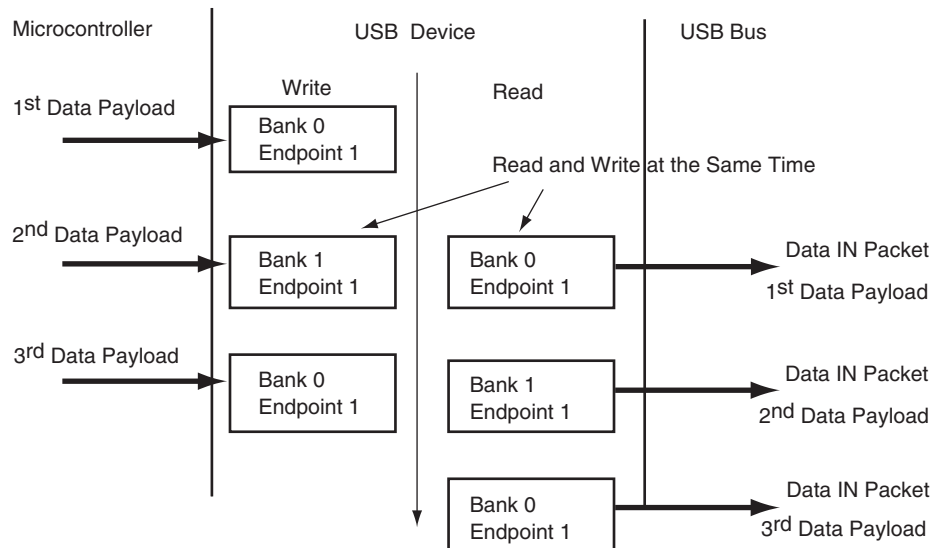 Microcontroller
USB Device
USB Bus
Write
Read
1st Data Payload
Bank 0
Endpoint 1
Read and Write at the Same Time
2nd Data Payload
Bank 1
Endpoint 1
Bank 0
Endpoint 1
Data IN Packet
1st Data Payload
3rd Data Payload
Bank 0
Endpoint 1
Bank 1
Endpoint 1
Data IN Packet
2nd Data Payload
Bank 0
Endpoint 1
Data IN Packet
3rd Data Payload